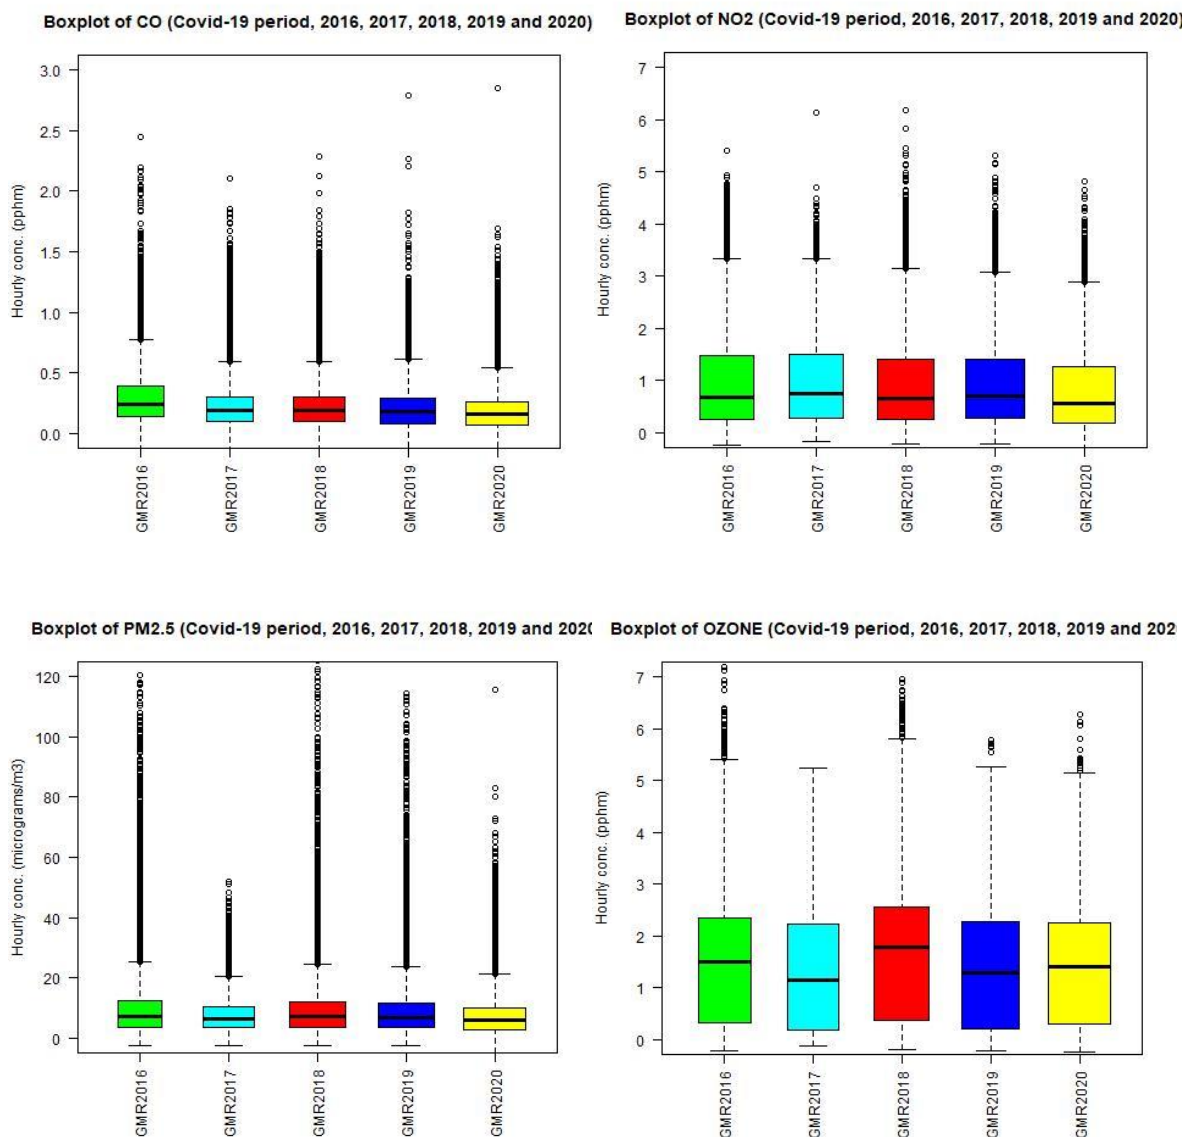 Boxplot of CO (Covid-19 period, 2016, 2017, 2018, 2019 and 2020)
Hourly conc. (pphm)
3.0
2.5
2.0
1.5
1.0
0.5
0.0
GMR2016
GMR2017
GMR2018
GMR2019
GMR2020
Boxplot of NO2 (Covid-19 period, 2016, 2017, 2018, 2019 and 2020)
Hourly conc. (pphm)
7
6
5
4
3
2
1
0
GMR2016
GMR2017
GMR2018
GMR2019
GMR2020
Boxplot of PM2.5 (Covid-19 period, 2016, 2017, 2018, 2019 and 2020
Hourly conc. (micrograms/m3)
120
100
80
60
40
20
0
GMR2016
GMR2017
GMR2018
GMR2019
GMR2020
Boxplot of OZONE (Covid-19 period, 2016, 2017, 2018, 2019 and 202
Hourly conc. (pphm)
7
6
5
4
3
2
1
0
GMR2016
GMR2017
GMR2018
GMR2019
GMR2020